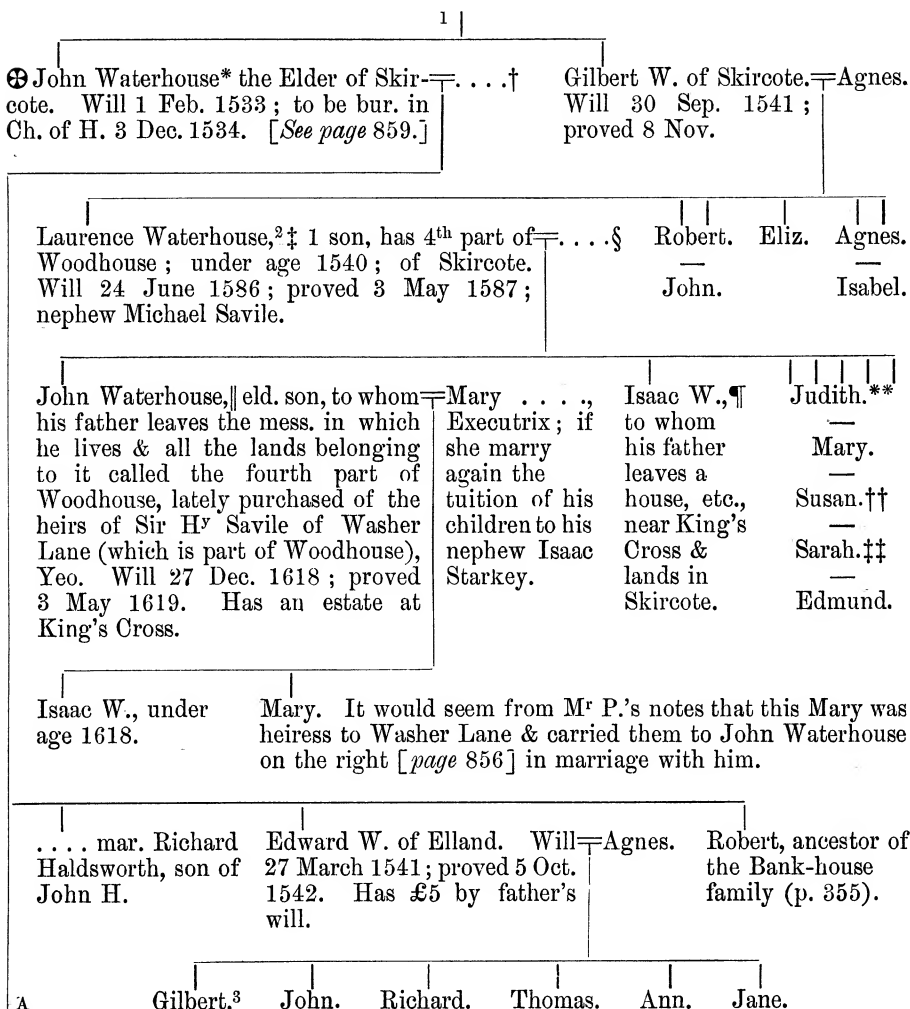 1
✠ John Waterhouse* the Elder of Skir-
cote. Will 1 Feb. 1533 ; to be bur. in
Ch. of H. 3 Dec. 1534. [See page 859.]
. . . . †
Gilbert W. of Skircote.
Will 30 Sep. 1541 ;
proved 8 Nov.
Agnes.
Laurence Waterhouse,²‡ 1 son, has 4th part of
Woodhouse ; under age 1540 ; of Skircote.
Will 24 June 1586 ; proved 3 May 1587 ;
nephew Michael Savile.
. . . . §
Robert.
—
John.
Eliz.
Agnes.
—
Isabel.
John Waterhouse,|| eld. son, to whom
his father leaves the mess. in which
he lives & all the lands belonging
to it called the fourth part of
Woodhouse, lately purchased of the
heirs of Sir Hy Savile of Washer
Lane (which is part of Woodhouse),
Yeo. Will 27 Dec. 1618 ; proved
3 May 1619. Has an estate at
King's Cross.
Mary . . . .,
Executrix ; if
she marry
again the
tuition of his
children to his
nephew Isaac
Starkey.
Isaac W.,¶
to whom
his father
leaves a
house, etc.,
near King's
Cross &
lands in
Skircote.
Judith.**
—
Mary.
—
Susan.††
—
Sarah.‡‡
—
Edmund.
Isaac W., under
age 1618.
Mary. It would seem from Mr P.'s notes that this Mary was
heiress to Washer Lane & carried them to John Waterhouse
on the right [page 856] in marriage with him.
. . . . mar. Richard
Haldsworth, son of
John H.
Edward W. of Elland. Will
27 March 1541 ; proved 5 Oct.
1542. Has £5 by father's
will.
Agnes.
Robert, ancestor of
the Bank-house
family (p. 355).
A
Gilbert.³
John.
Richard.
Thomas.
Ann.
Jane.